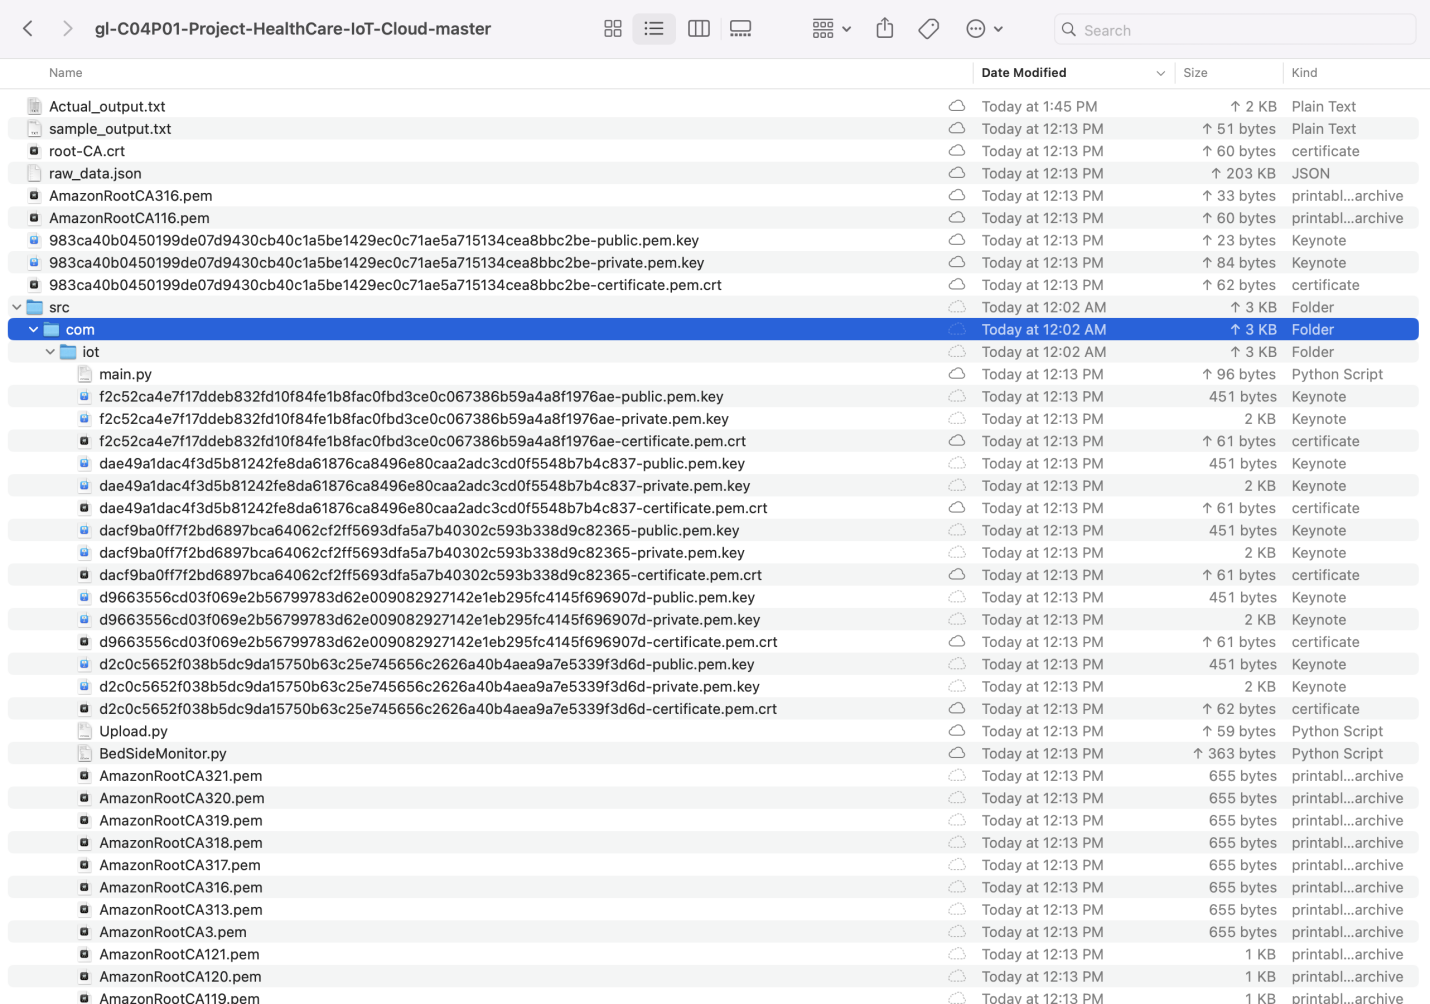 gl-C04P01-Project-HealthCare-IoT-Cloud-master Search
Name Date Modified Size Kind
Actual_output.txt Today at 1:45 PM ↑ 2 KB Plain Text
sample_output.txt Today at 12:13 PM ↑ 51 bytes Plain Text
root-CA.crt Today at 12:13 PM ↑ 60 bytes certificate
raw_data.json Today at 12:13 PM ↑ 203 KB JSON
AmazonRootCA316.pem Today at 12:13 PM ↑ 33 bytes printabl...archive
AmazonRootCA116.pem Today at 12:13 PM ↑ 60 bytes printabl...archive
983ca40b0450199de07d9430cb40c1a5be1429ec0c71ae5a715134cea8bbc2be-public.pem.key Today at 12:13 PM ↑ 23 bytes Keynote
983ca40b0450199de07d9430cb40c1a5be1429ec0c71ae5a715134cea8bbc2be-private.pem.key Today at 12:13 PM ↑ 84 bytes Keynote
983ca40b0450199de07d9430cb40c1a5be1429ec0c71ae5a715134cea8bbc2be-certificate.pem.crt Today at 12:13 PM ↑ 62 bytes certificate
src Today at 12:02 AM ↑ 3 KB Folder
com Today at 12:02 AM ↑ 3 KB Folder
iot Today at 12:02 AM ↑ 3 KB Folder
main.py Today at 12:13 PM ↑ 96 bytes Python Script
f2c52ca4e7f17ddeb832fd10f84fe1b8fac0fbd3ce0c067386b59a4a8f1976ae-public.pem.key Today at 12:13 PM 451 bytes Keynote
f2c52ca4e7f17ddeb832fd10f84fe1b8fac0fbd3ce0c067386b59a4a8f1976ae-private.pem.key Today at 12:13 PM 2 KB Keynote
f2c52ca4e7f17ddeb832fd10f84fe1b8fac0fbd3ce0c067386b59a4a8f1976ae-certificate.pem.crt Today at 12:13 PM ↑ 61 bytes certificate
dae49a1dac4f3d5b81242fe8da61876ca8496e80caa2adc3cd0f5548b7b4c837-public.pem.key Today at 12:13 PM 451 bytes Keynote
dae49a1dac4f3d5b81242fe8da61876ca8496e80caa2adc3cd0f5548b7b4c837-private.pem.key Today at 12:13 PM 2 KB Keynote
dae49a1dac4f3d5b81242fe8da61876ca8496e80caa2adc3cd0f5548b7b4c837-certificate.pem.crt Today at 12:13 PM ↑ 61 bytes certificate
dacf9ba0ff7f2bd6897bca64062cf2ff5693dfa5a7b40302c593b338d9c82365-public.pem.key Today at 12:13 PM 451 bytes Keynote
dacf9ba0ff7f2bd6897bca64062cf2ff5693dfa5a7b40302c593b338d9c82365-private.pem.key Today at 12:13 PM 2 KB Keynote
dacf9ba0ff7f2bd6897bca64062cf2ff5693dfa5a7b40302c593b338d9c82365-certificate.pem.crt Today at 12:13 PM ↑ 61 bytes certificate
d9663556cd03f069e2b56799783d62e009082927142e1eb295fc4145f696907d-public.pem.key Today at 12:13 PM 451 bytes Keynote
d9663556cd03f069e2b56799783d62e009082927142e1eb295fc4145f696907d-private.pem.key Today at 12:13 PM 2 KB Keynote
d9663556cd03f069e2b56799783d62e009082927142e1eb295fc4145f696907d-certificate.pem.crt Today at 12:13 PM ↑ 61 bytes certificate
d2c0c5652f038b5dc9da15750b63c25e745656c2626a40b4aea9a7e5339f3d6d-public.pem.key Today at 12:13 PM 451 bytes Keynote
d2c0c5652f038b5dc9da15750b63c25e745656c2626a40b4aea9a7e5339f3d6d-private.pem.key Today at 12:13 PM 2 KB Keynote
d2c0c5652f038b5dc9da15750b63c25e745656c2626a40b4aea9a7e5339f3d6d-certificate.pem.crt Today at 12:13 PM ↑ 62 bytes certificate
Upload.py Today at 12:13 PM ↑ 59 bytes Python Script
BedSideMonitor.py Today at 12:13 PM ↑ 363 bytes Python Script
AmazonRootCA321.pem Today at 12:13 PM 655 bytes printabl...archive
AmazonRootCA320.pem Today at 12:13 PM 655 bytes printabl...archive
AmazonRootCA319.pem Today at 12:13 PM 655 bytes printabl...archive
AmazonRootCA318.pem Today at 12:13 PM 655 bytes printabl...archive
AmazonRootCA317.pem Today at 12:13 PM 655 bytes printabl...archive
AmazonRootCA316.pem Today at 12:13 PM 655 bytes printabl...archive
AmazonRootCA313.pem Today at 12:13 PM 655 bytes printabl...archive
AmazonRootCA3.pem Today at 12:13 PM 655 bytes printabl...archive
AmazonRootCA121.pem Today at 12:13 PM 1 KB printabl...archive
AmazonRootCA120.pem Today at 12:13 PM 1 KB printabl...archive
AmazonRootCA119.pem Today at 12:13 PM 1 KB printabl...archive